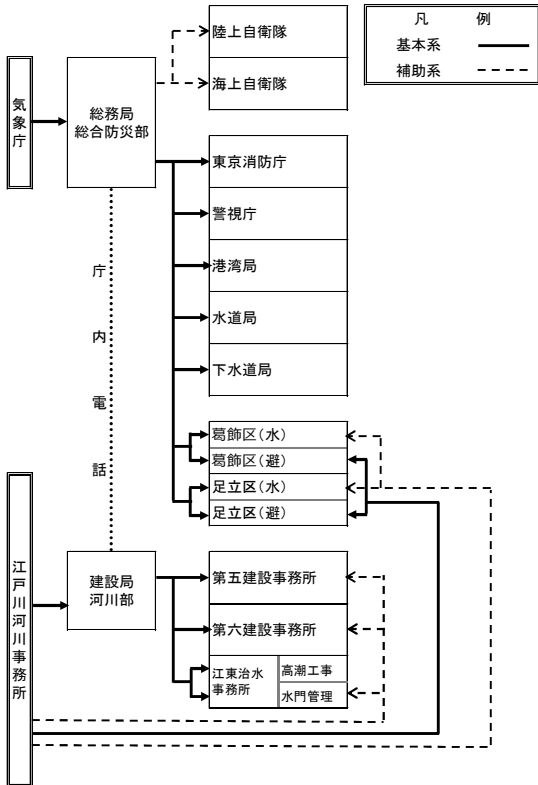 凡 例
基本系
補助系
陸上自衛隊
海上自衛隊
気象庁
総務局
総合防災部
東京消防庁
警視庁
港湾局
水道局
下水道局
庁内電話
葛飾区(水)
葛飾区(避)
足立区(水)
足立区(避)
江戸川河川事務所
建設局
河川部
第五建設事務所
第六建設事務所
江東治水
事務所
高潮工事
水門管理